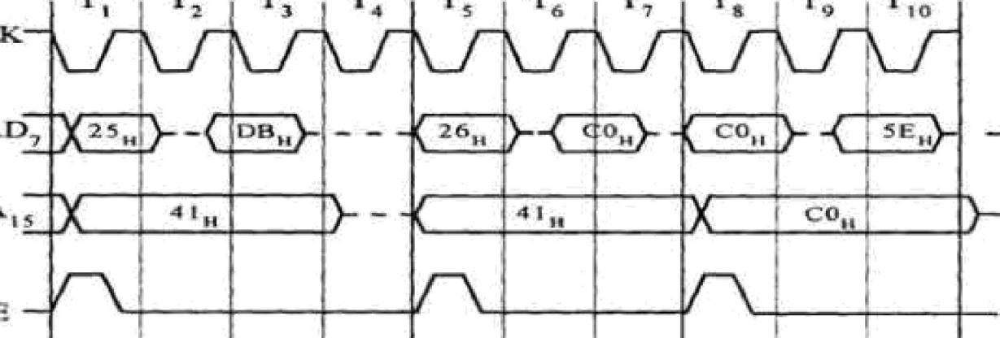 T1 T2 T3 T4 T5 T6 T7 T8 T9 T10
K
D7 25H DBH 26H C0H C0H 5EH
15 41H 41H C0H